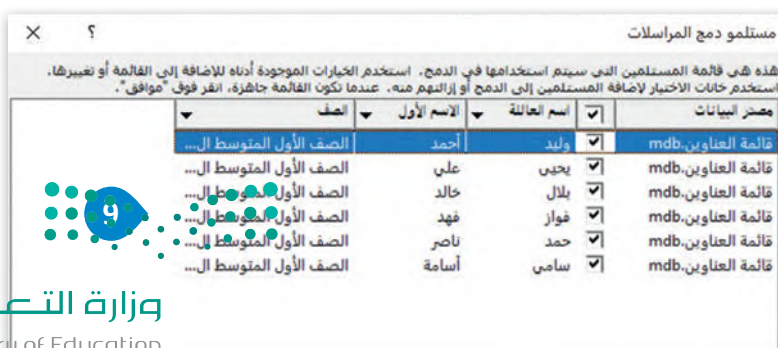 مستلمو دمج المراسلات ؟ ×
هذه هي قائمة المستلمين التي سيتم استخدامها في الدمج. استخدم الخيارات الموجودة أدناه للإضافة إلى القائمة أو تغييرها.
استخدم خانات الاختيار لإضافة المستلمين إلى الدمج أو إزالتهم منه. عندما تكون القائمة جاهزة، انقر فوق "موافق".
مصدر البيانات اسم العائلة الاسم الأول الصف
قائمة العناوين.mdb وليد أحمد الصف الأول المتوسط ال...
قائمة العناوين.mdb يحيى علي الصف الأول المتوسط ال...
قائمة العناوين.mdb بلال خالد الصف الأول المتوسط ال...
قائمة العناوين.mdb فواز فهد الصف الأول المتوسط ال...
قائمة العناوين.mdb حمد ناصر الصف الأول المتوسط ال...
قائمة العناوين.mdb سامي أسامة الصف الأول المتوسط ال...
9
وزارة
of Education